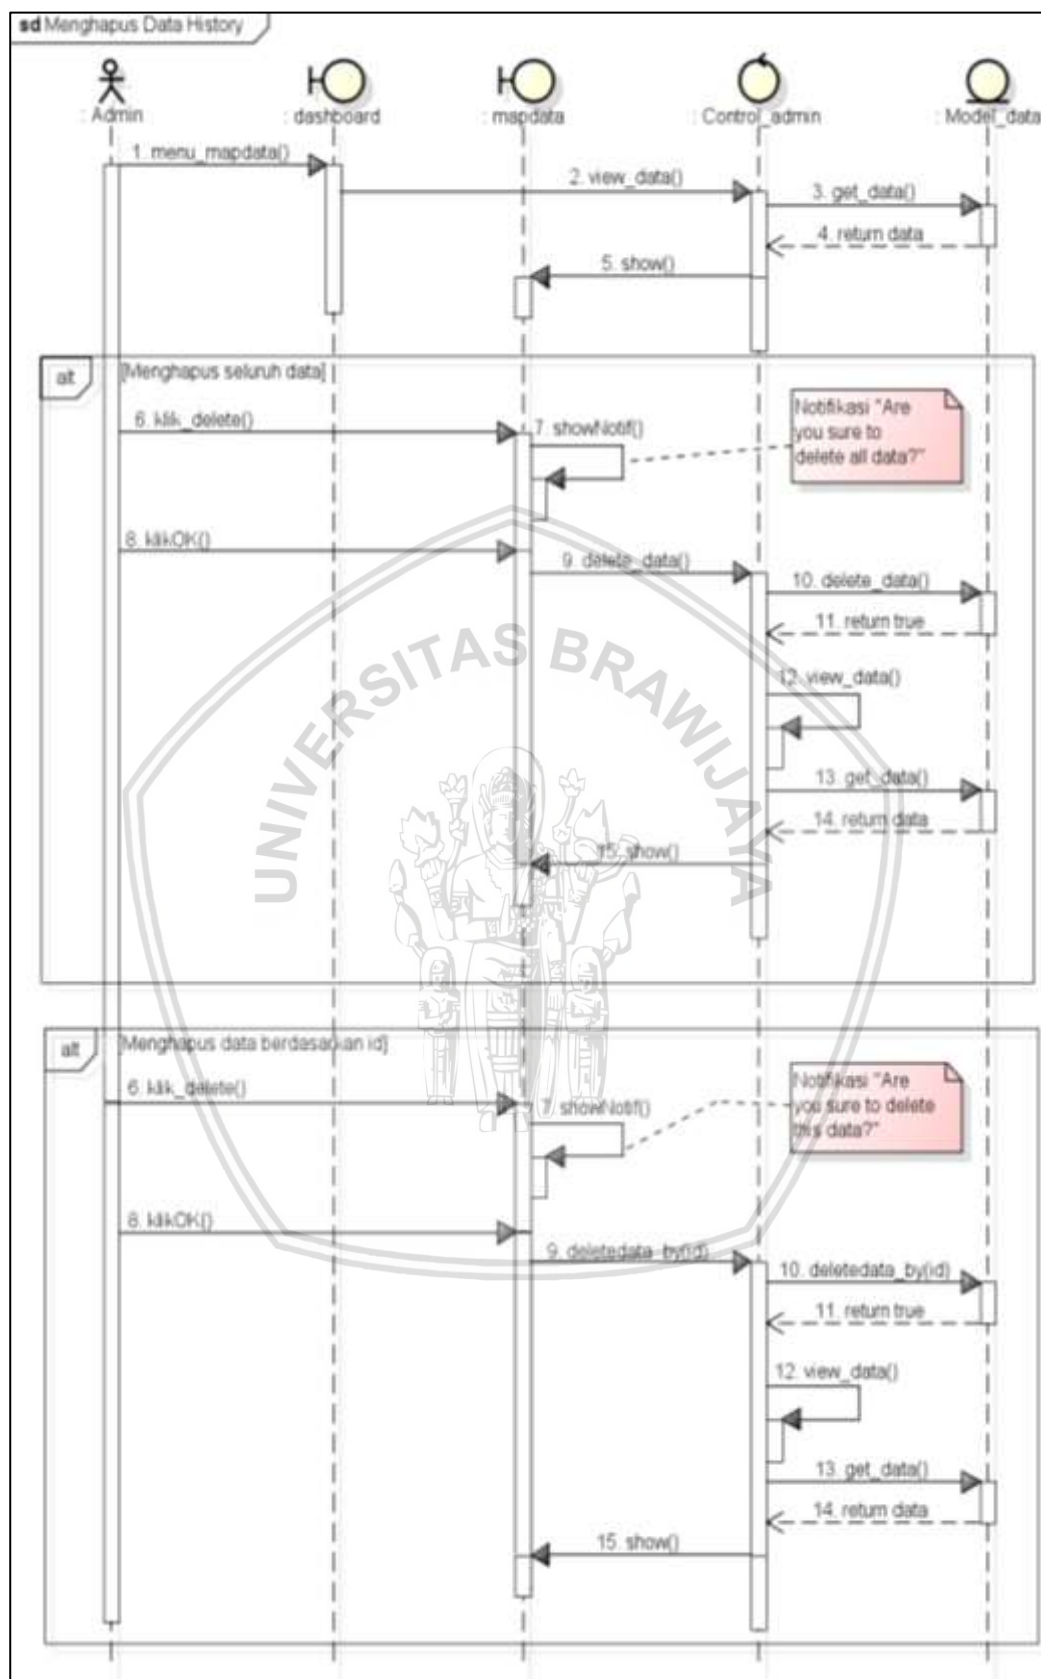 sd Menghapus Data History
: Admin
: dashboard
: mapdata
: Control_admin
: Model_data
1. menu_mapdata()
2. view_data()
3. get_data()
4. return data
5. show()
alt
[Menghapus seluruh data]
Notifikasi "Are
you sure to
delete all data?"
6. klik_delete()
7. showNotif()
8. klikOK()
9. delete_data()
10. delete_data()
11. return true
12. view_data()
13. get_data()
14. return data
15. show()
UNIVERSITAS BRAWIJAYA
alt
[Menghapus data berdasarkan id]
Notifikasi "Are
you sure to delete
this data?"
6. klik_delete()
7. showNotif()
8. klikOK()
9. deletedata_by(id)
10. deletedata_by(id)
11. return true
12. view_data()
13. get_data()
14. return data
15. show()